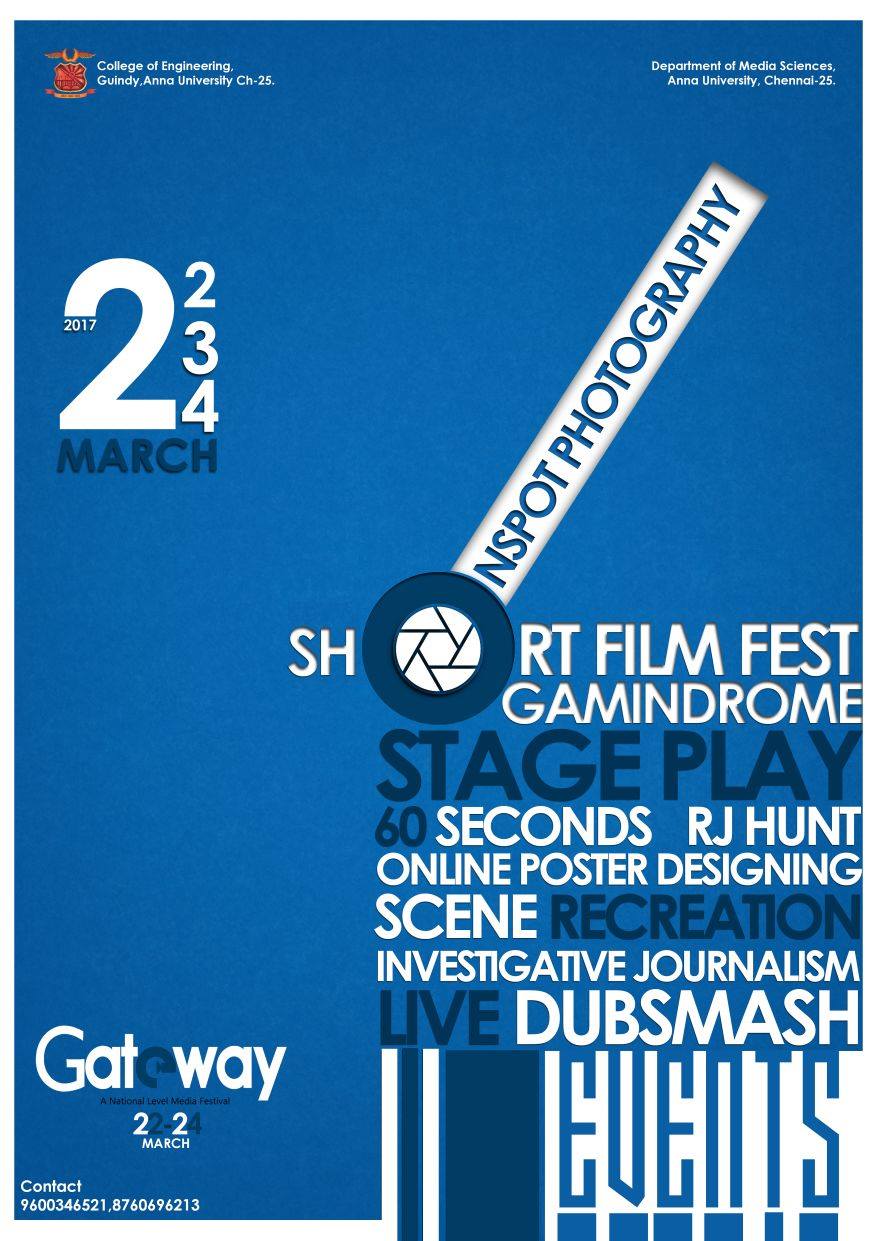 College of Engineering,
Guindy,Anna University Ch-25.
Department of Media Sciences,
Anna University, Chennai-25.
2 2
2017
3
4
MARCH
NSPOT PHOTOGRAPHY
SHORT FILM FEST
GAMINDROME
STAGE PLAY
60 SECONDS RJ HUNT
ONLINE POSTER DESIGNING
SCENE RECREATION
INVESTIGATIVE JOURNALISM
LIVE DUBSMASH
EVENTS
Gateway
A National Level Media Festival
22-24
MARCH
Contact
9600346521,8760696213